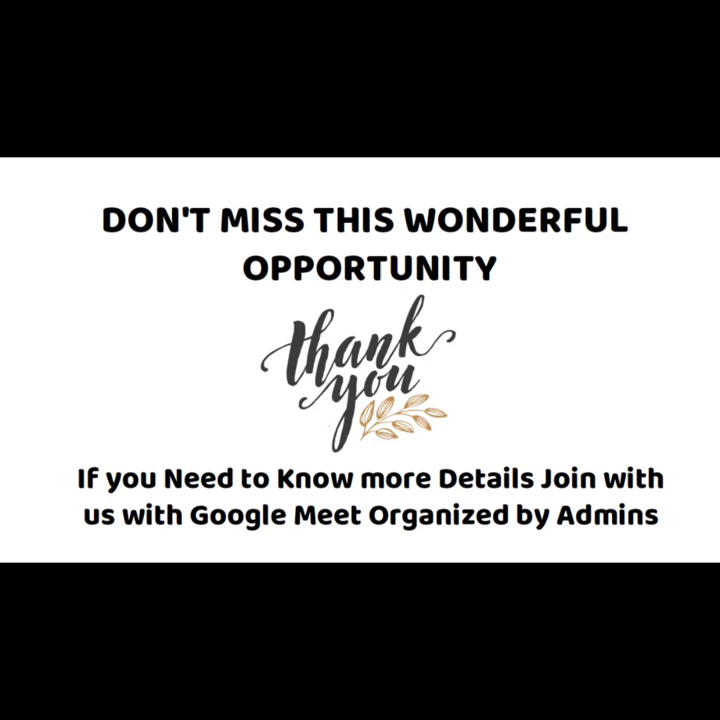 DON'T MISS THIS WONDERFUL
OPPORTUNITY
thank
you
If you Need to Know more Details Join with
us with Google Meet Organized by Admins